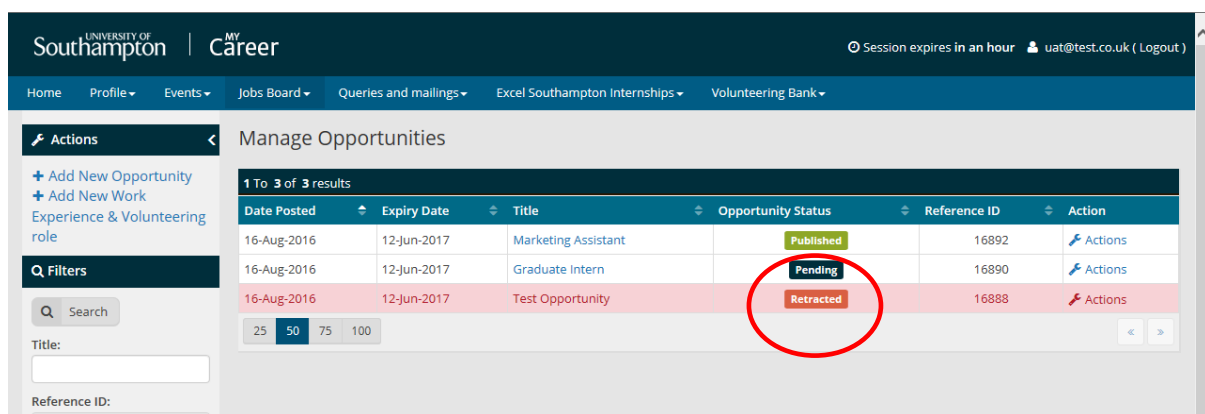 UNIVERSITY OF
Southampton | MY Career
Session expires in an hour uat@test.co.uk ( Logout )
Home Profile Events Jobs Board Queries and mailings Excel Southampton Internships Volunteering Bank
Actions
Manage Opportunities
+ Add New Opportunity
+ Add New Work
Experience & Volunteering
role
1 To 3 of 3 results
Date Posted Expiry Date Title Opportunity Status Reference ID Action
16-Aug-2016 12-Jun-2017 Marketing Assistant Published 16892 Actions
16-Aug-2016 12-Jun-2017 Graduate Intern Pending 16890 Actions
16-Aug-2016 12-Jun-2017 Test Opportunity Retracted 16888 Actions
25 50 75 100 « »
Filters
Search
Title:
Reference ID: